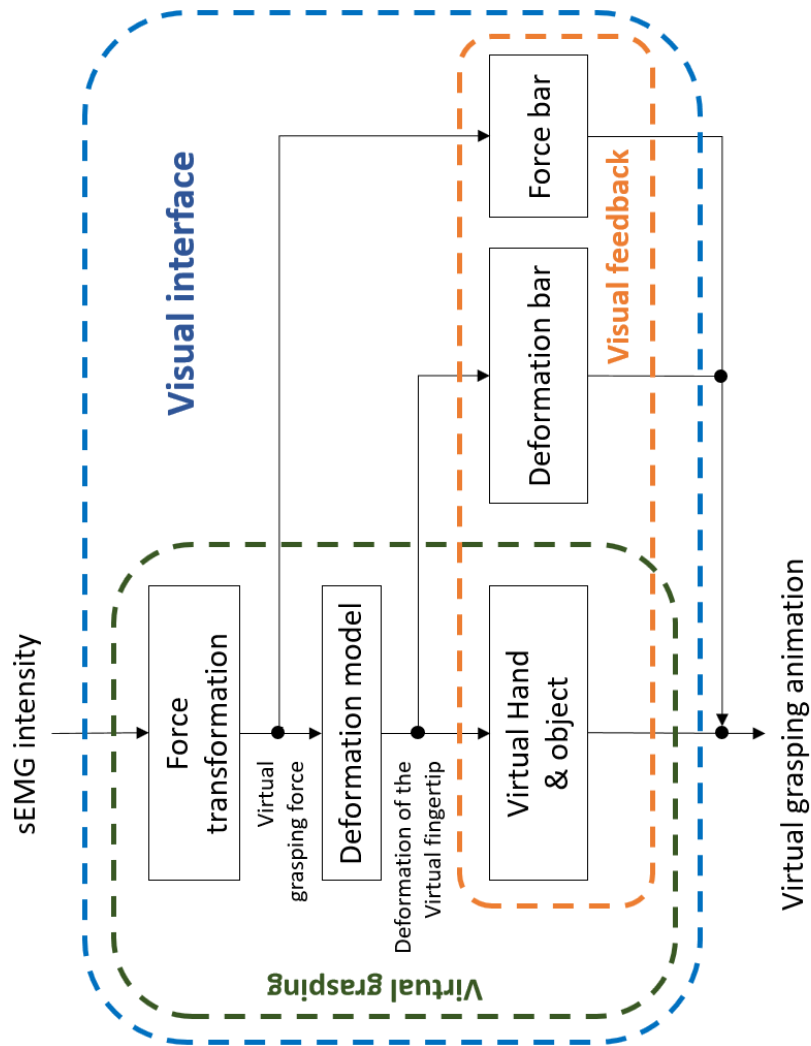 sEMG intensity
Visual interface
Force
transformation
Virtual
grasping force
Deformation model
Deformation of the
Virtual fingertip
Virtual Hand
& object
Deformation bar
Force bar
Visual feedback
Virtual grasping
Virtual grasping animation